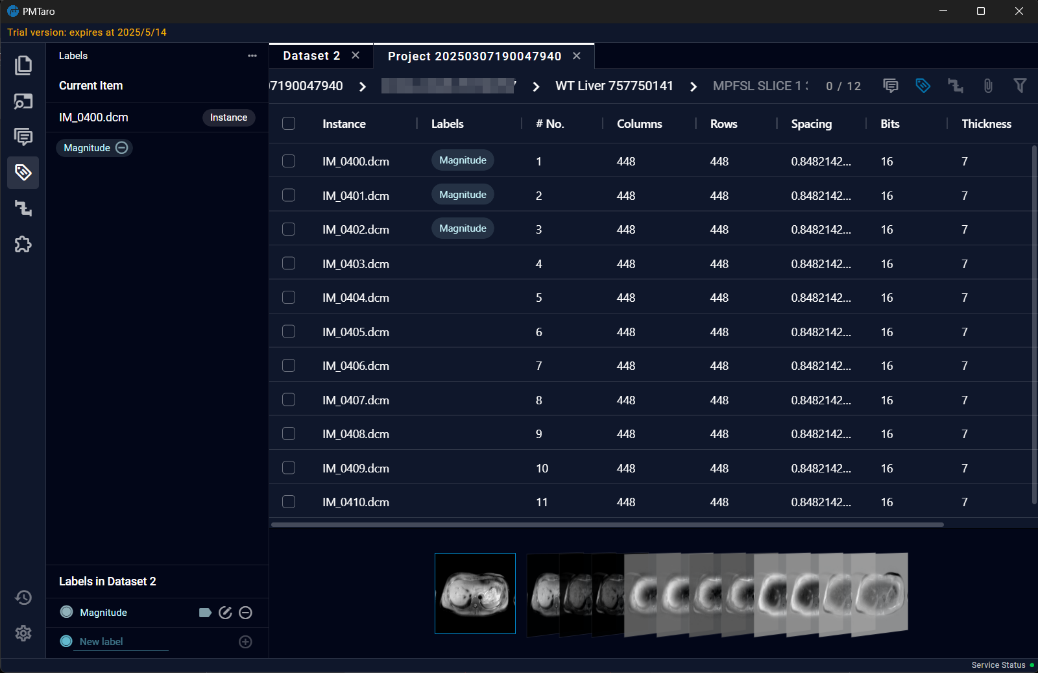 PMTaro
Trial version: expires at 2025/5/14
Labels
Current Item
IM_0400.dcm Instance
Magnitude
Labels in Dataset 2
Magnitude
New label
Dataset 2 Project 20250307190047940
07190047940 WT Liver 757750141 MPFSL SLICE 1 0 / 12
Instance Labels # No. Columns Rows Spacing Bits Thickness
IM_0400.dcm Magnitude 1 448 448 0.8482142... 16 7
IM_0401.dcm Magnitude 2 448 448 0.8482142... 16 7
IM_0402.dcm Magnitude 3 448 448 0.8482142... 16 7
IM_0403.dcm 4 448 448 0.8482142... 16 7
IM_0404.dcm 5 448 448 0.8482142... 16 7
IM_0405.dcm 6 448 448 0.8482142... 16 7
IM_0406.dcm 7 448 448 0.8482142... 16 7
IM_0407.dcm 8 448 448 0.8482142... 16 7
IM_0408.dcm 9 448 448 0.8482142... 16 7
IM_0409.dcm 10 448 448 0.8482142... 16 7
IM_0410.dcm 11 448 448 0.8482142... 16 7
Service Status